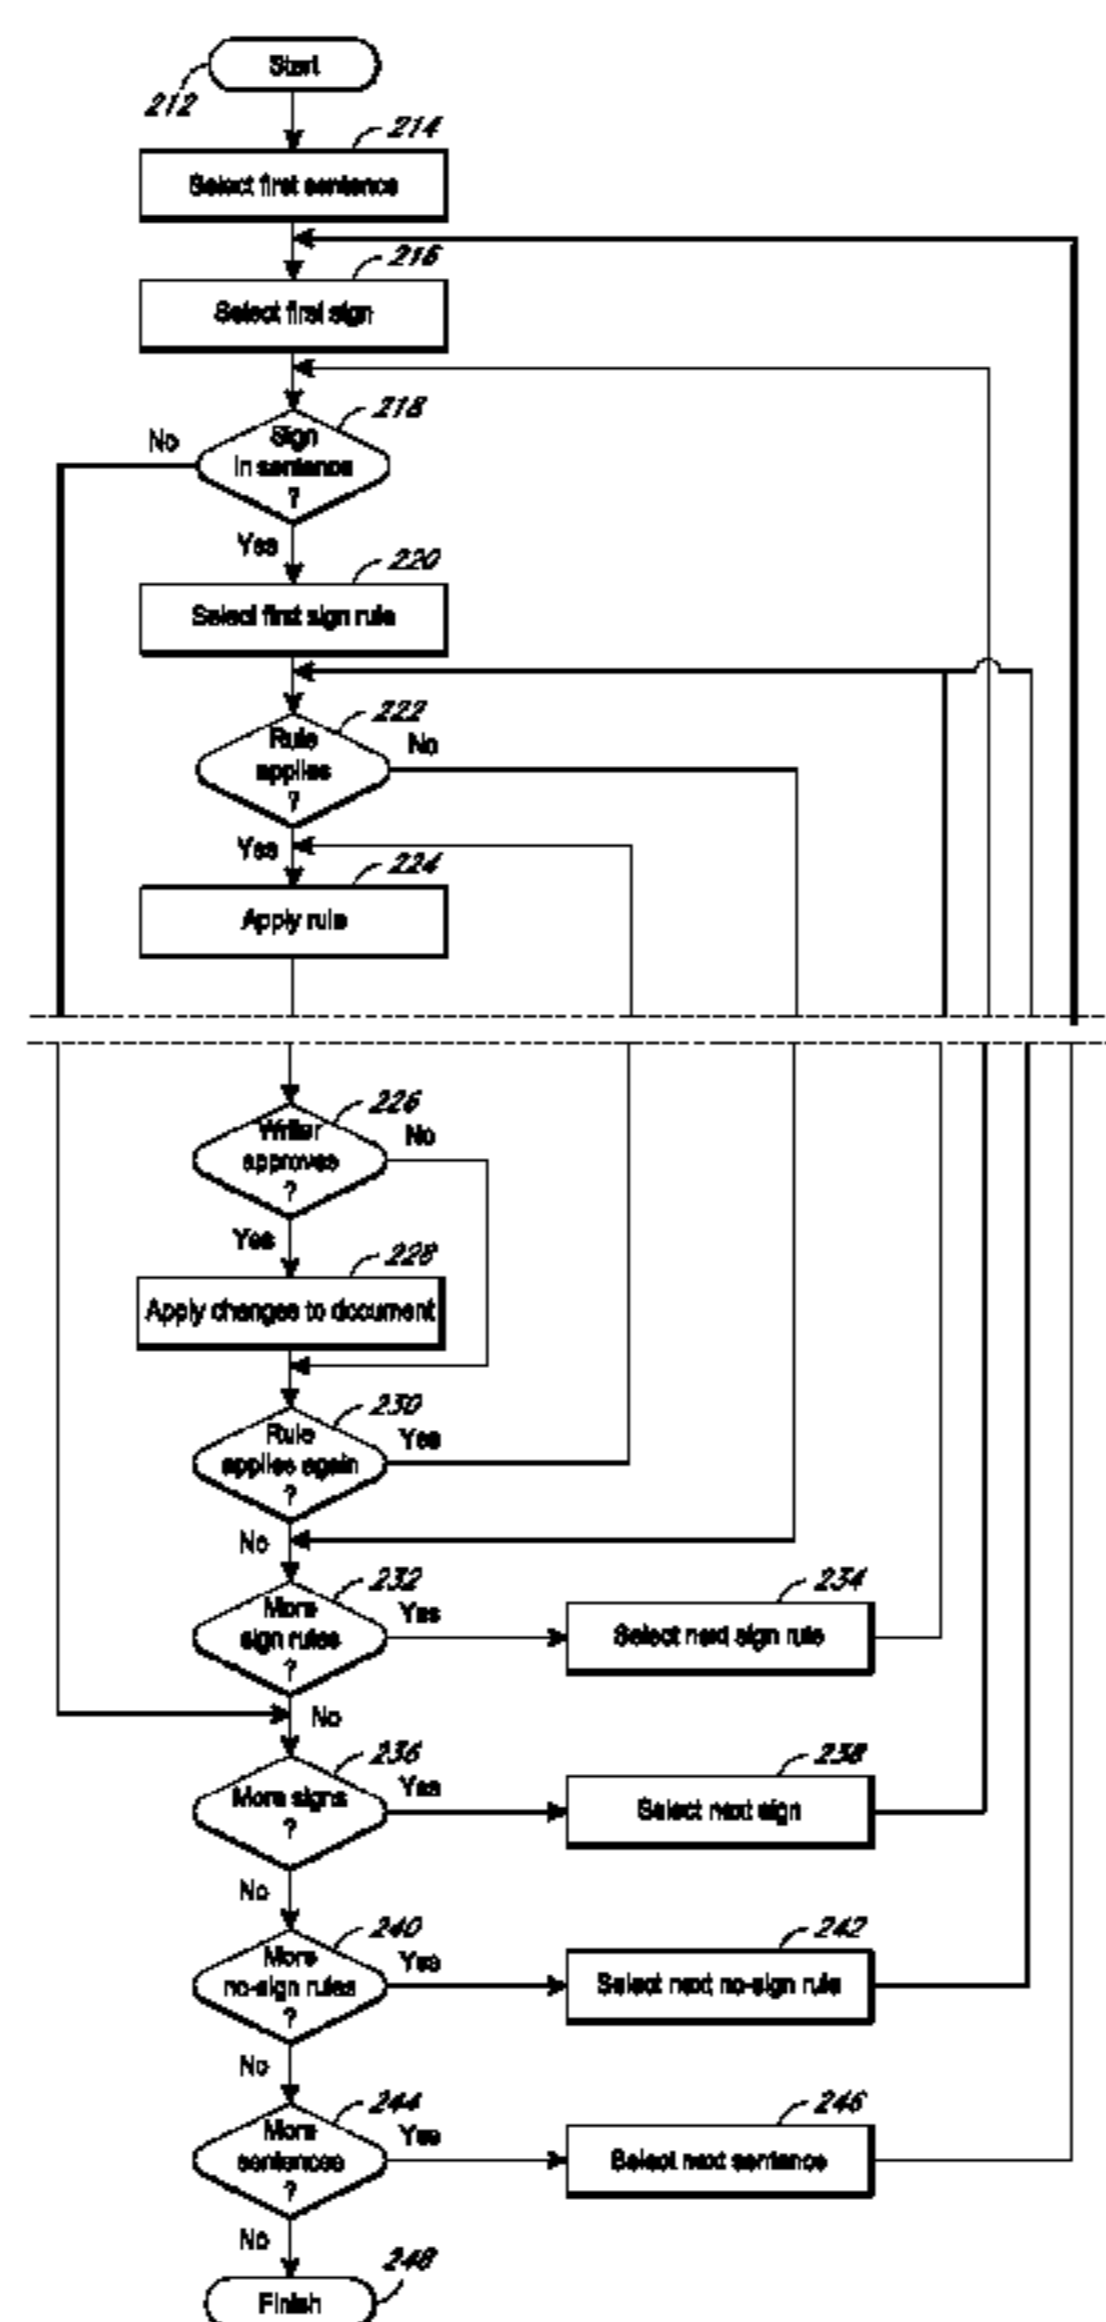 Start
212
214
Select first sentence
216
Select first sign
218
No
Sign
in sentence
?
Yes
220
Select first sign rule
222
Rule
applies
?
No
Yes
224
Apply rule
226
Writer
approves
?
No
Yes
228
Apply changes to document
230
Rule
applies again
?
Yes
No
232
More
sign rules
?
Yes
234
Select next sign rule
No
236
More signs
?
Yes
238
Select next sign
No
240
More
no-sign rules
?
Yes
242
Select next no-sign rule
No
244
More
sentences
?
Yes
246
Select next sentence
No
248
Finish